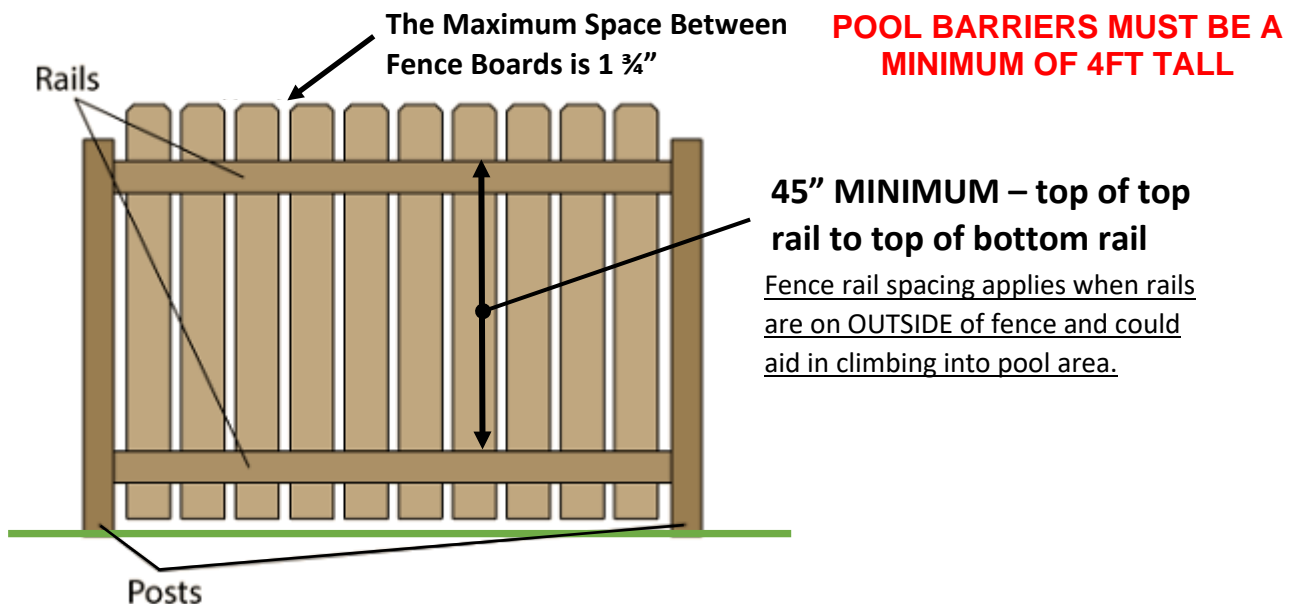 The Maximum Space Between
Fence Boards is 1 ¾”
POOL BARRIERS MUST BE A
MINIMUM OF 4FT TALL
Rails
45” MINIMUM – top of top
rail to top of bottom rail
Fence rail spacing applies when rails
are on OUTSIDE of fence and could
aid in climbing into pool area.
Posts